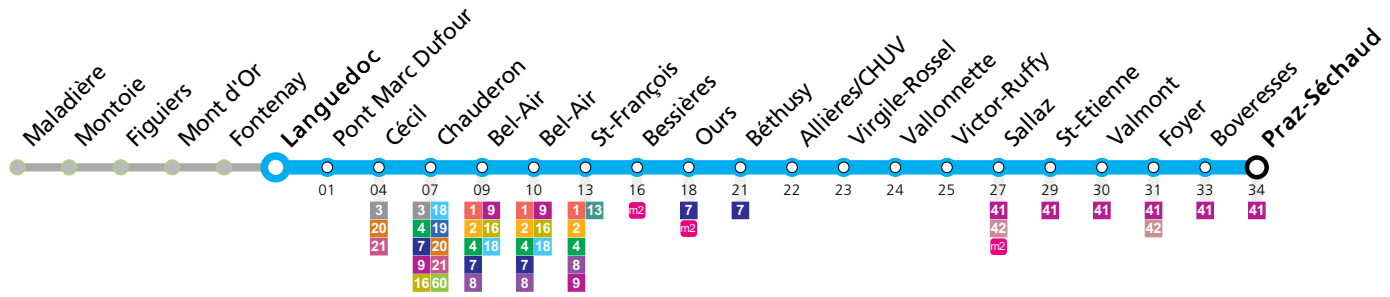 Maladière
Montoie
Figuiers
Mont d'Or
Fontenay
Languedoc
Pont Marc Dufour
Cécil
Chauderon
Bel-Air
Bel-Air
St-François
Bessières
Ours
Béthusy
Allières/CHUV
Virgile-Rossel
Vallonnette
Victor-Ruffy
Sallaz
St-Etienne
Valmont
Foyer
Boveresses
Praz-Séchaud
01 04 07 09 10 13 16 18 21 22 23 24 25 27 29 30 31 33 34
3 3 18 1 9 1 9 1 13 m2 7 7 41 41 41 41 41 41
20 4 19 2 16 2 16 2 m2 42 42
21 7 20 4 18 4 18 4 m2
9 21 7 7 8
16 60 8 8 9